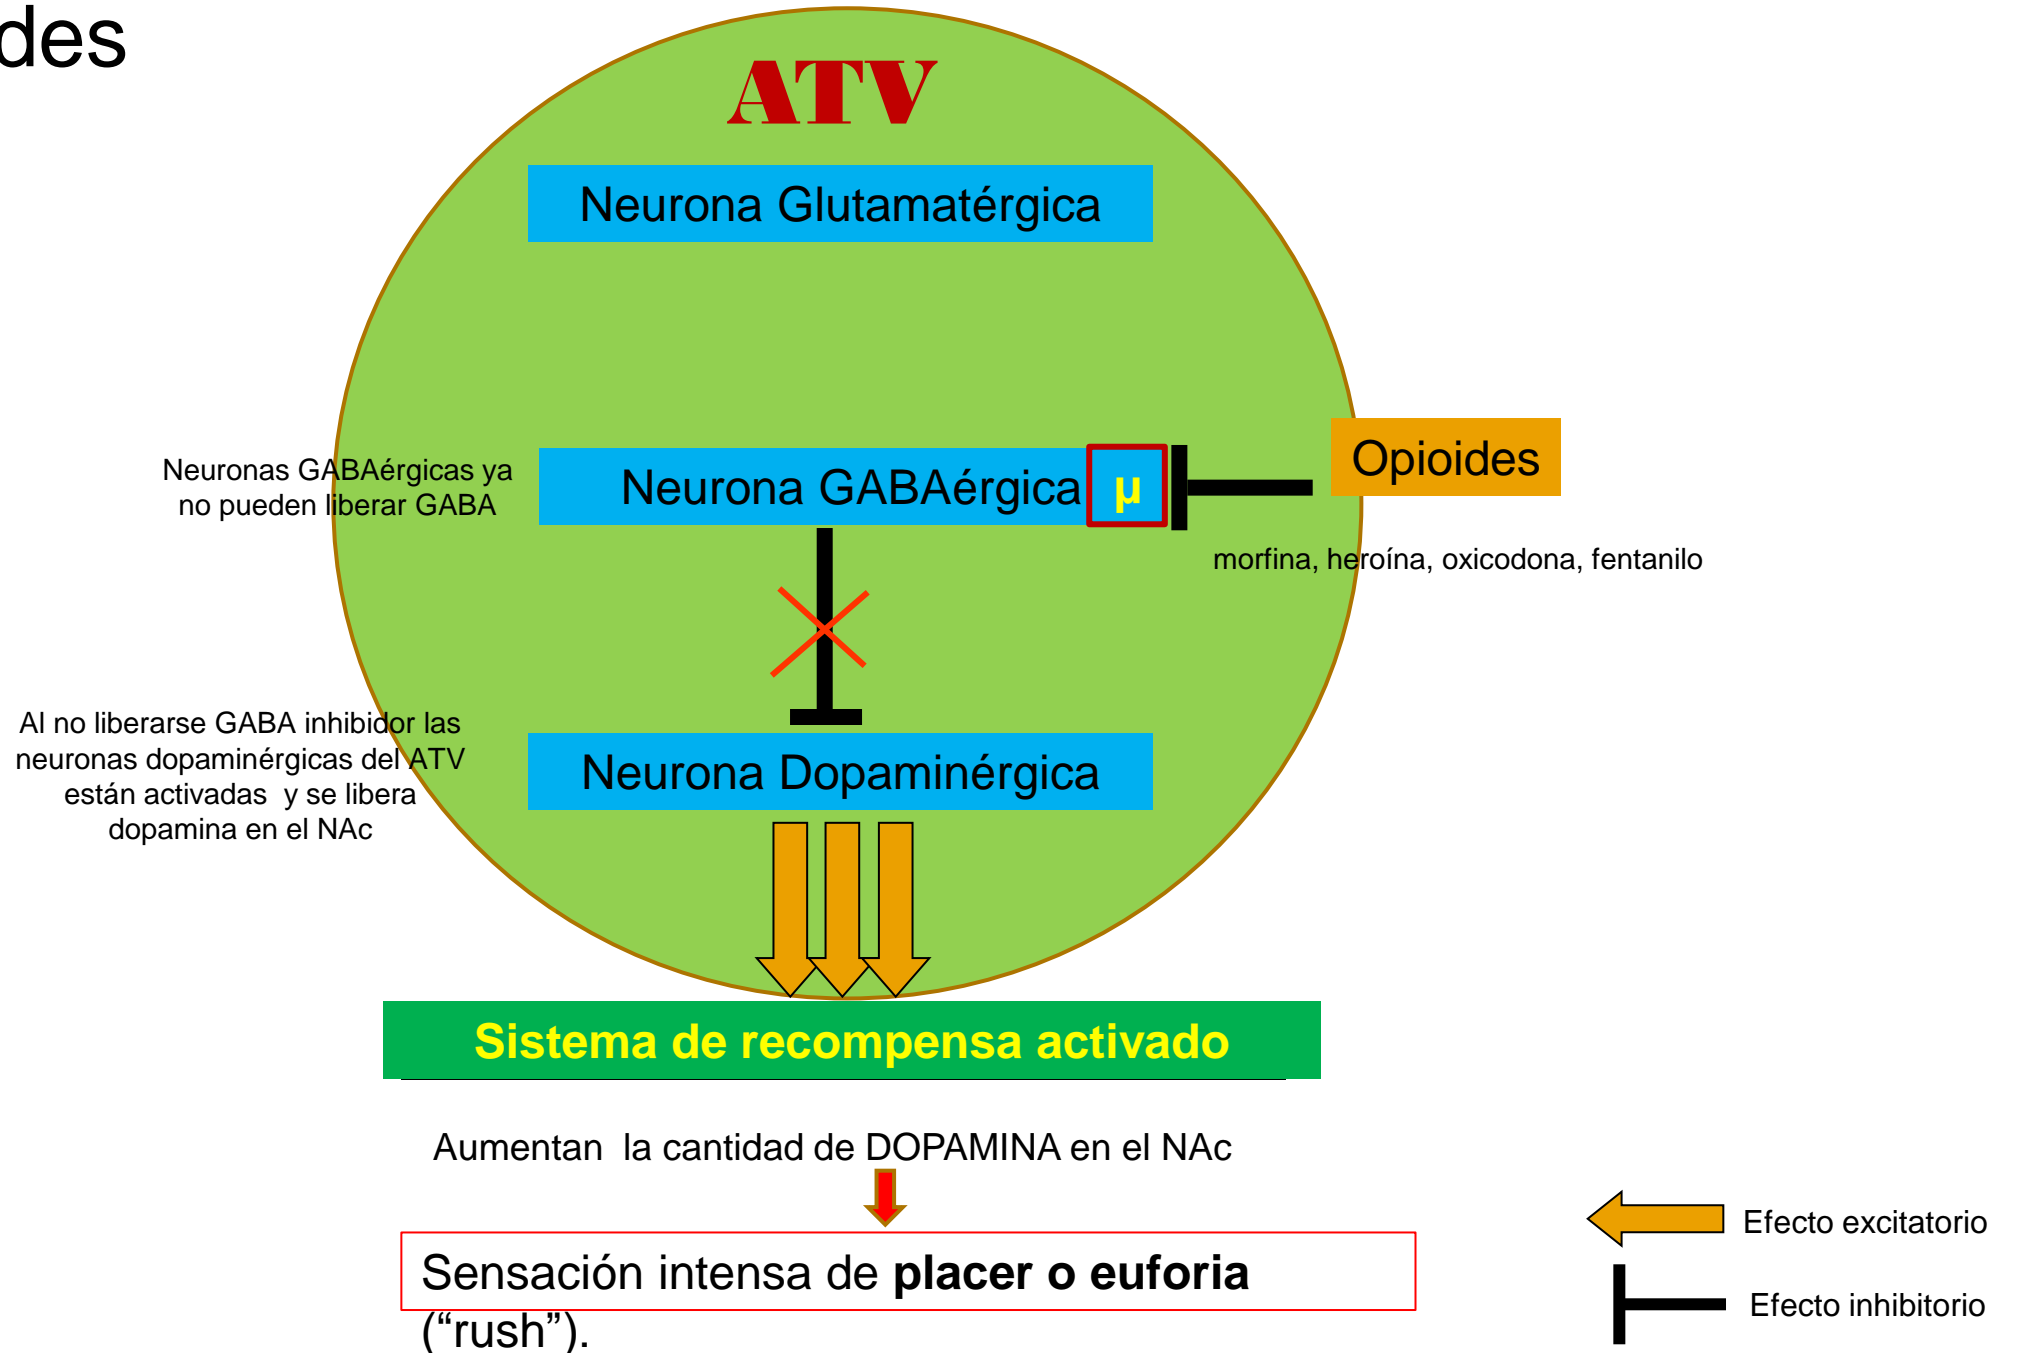 des
ATV
Neurona Glutamatérgica
Opioides
Neuronas GABAérgicas ya
no pueden liberar GABA
Neurona GABAérgica μ
morfina, heroína, oxicodona, fentanilo
Al no liberarse GABA inhibidor las
neuronas dopaminérgicas del ATV
están activadas y se libera
dopamina en el NAc
Neurona Dopaminérgica
Sistema de recompensa activado
Aumentan la cantidad de DOPAMINA en el NAc
Sensación intensa de placer o euforia
(“rush”).
Efecto excitatorio
Efecto inhibitorio